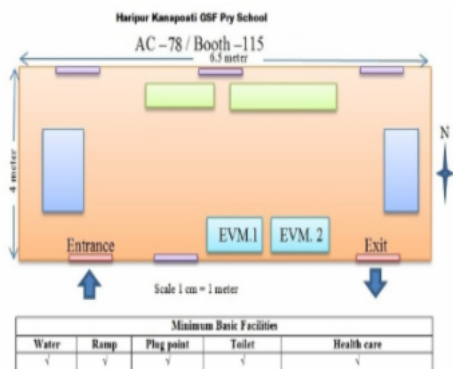 Haripur Kanapoati GSF Pry School
AC –78 / Booth –115
6.5 meter
4 meter
N
EVM.1 EVM. 2
Entrance Exit
Scale 1 cm = 1 meter
Minimum Basic Facilities
Water Ramp Plug point Toilet Health care
√ √ √ √ √